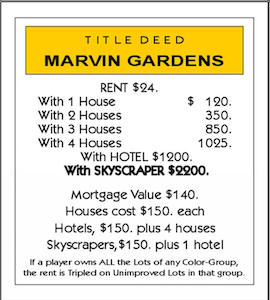 TITLE DEED
MARVIN GARDENS
RENT $24.
With 1 House $ 120.
With 2 Houses 350.
With 3 Houses 850.
With 4 Houses 1025.
With HOTEL $1200.
With SKYSCRAPER $2200.
Mortgage Value $140.
Houses cost $150. each
Hotels, $150. plus 4 houses
Skyscrapers,$150. plus 1 hotel
If a player owns ALL the Lots of any Color-Group,
the rent is Tripled on Unimproved Lots in that group.